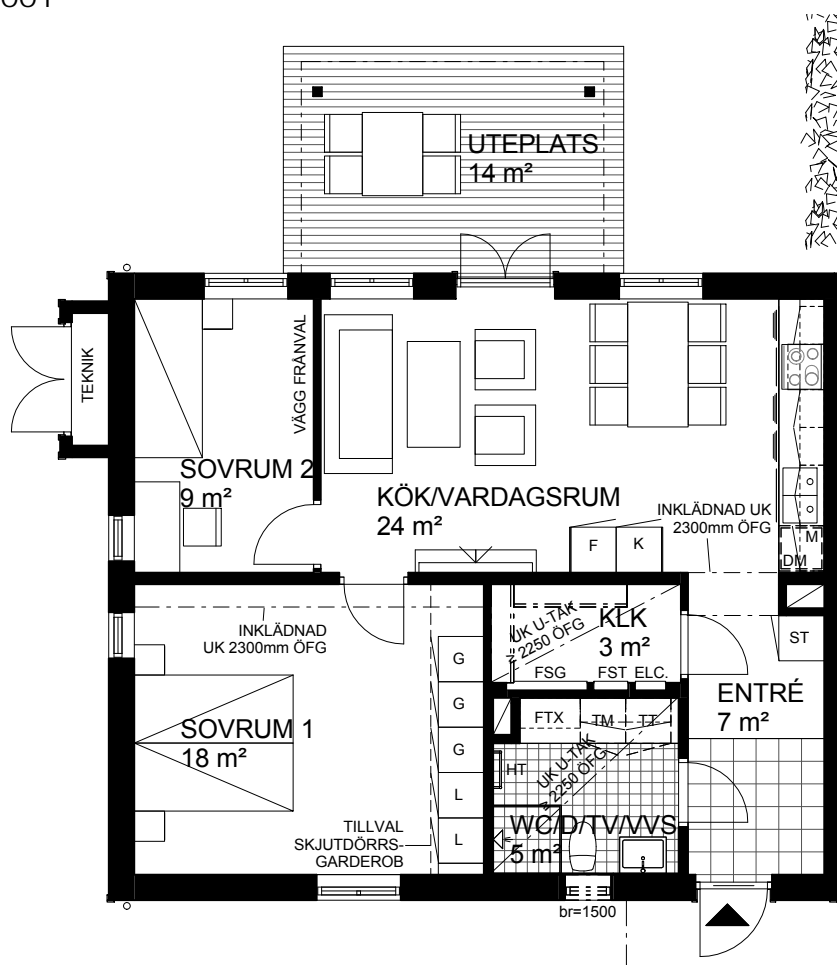 UTEPLATS
14 m²
TEKNIK
VÄGG FRÅNVAL
SOVRUM 2
9 m²
KÖK/VARDAGSRUM
24 m²
INKLÄDNAD UK
2300mm ÖFG
F
K
M
DM
INKLÄDNAD
UK 2300mm ÖFG
UK U-TAK
= 2250 ÖFG
KLK
3 m²
ST
FSG
FST
ELC.
G
G
G
L
L
ENTRÉ
7 m²
SOVRUM 1
18 m²
FTX
TM
TT
HT
UK U-TAK
= 2250 ÖFG
WC/D/TV/VVS
5 m²
TILLVAL
SKJUTDÖRRS-
GARDEROB
br=1500